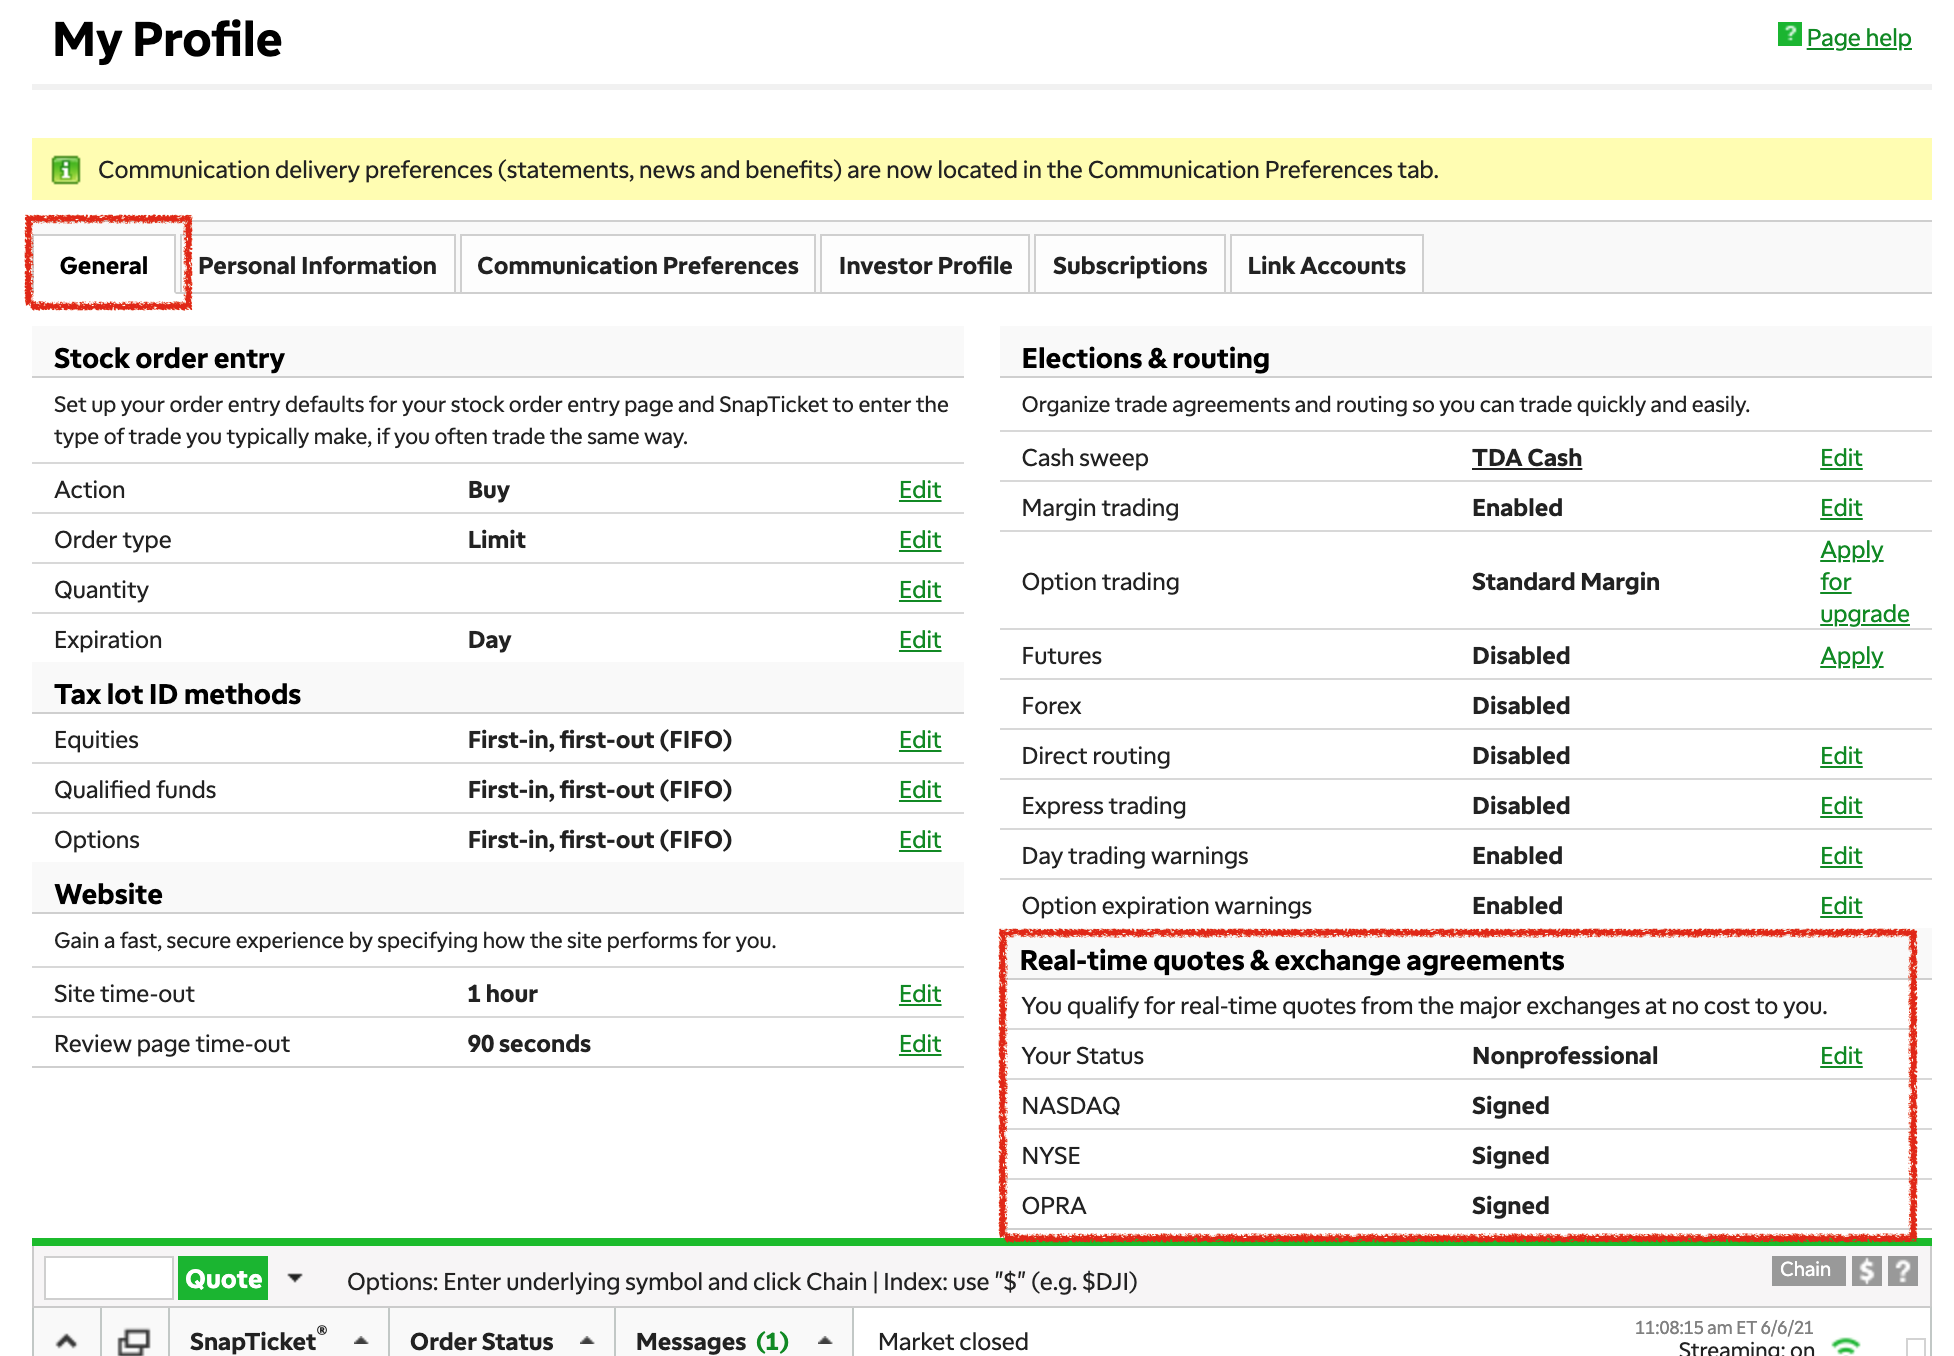 My Profile
Page help
Communication delivery preferences (statements, news and benefits) are now located in the Communication Preferences tab.
General
Personal Information
Communication Preferences
Investor Profile
Subscriptions
Link Accounts
Stock order entry
Set up your order entry defaults for your stock order entry page and SnapTicket to enter the
type of trade you typically make, if you often trade the same way.
Action Buy Edit
Order type Limit Edit
Quantity Edit
Expiration Day Edit
Tax lot ID methods
Equities First-in, first-out (FIFO) Edit
Qualified funds First-in, first-out (FIFO) Edit
Options First-in, first-out (FIFO) Edit
Website
Gain a fast, secure experience by specifying how the site performs for you.
Site time-out 1 hour Edit
Review page time-out 90 seconds Edit
Elections & routing
Organize trade agreements and routing so you can trade quickly and easily.
Cash sweep TDA Cash Edit
Margin trading Enabled Edit
Option trading Standard Margin Apply
for
upgrade
Futures Disabled Apply
Forex Disabled
Direct routing Disabled Edit
Express trading Disabled Edit
Day trading warnings Enabled Edit
Option expiration warnings Enabled Edit
Real-time quotes & exchange agreements
You qualify for real-time quotes from the major exchanges at no cost to you.
Your Status Nonprofessional Edit
NASDAQ Signed
NYSE Signed
OPRA Signed
Quote
Options: Enter underlying symbol and click Chain | Index: use "$" (e.g. $DJI)
Chain $ ?
SnapTicket®
Order Status
Messages (1)
Market closed
11:08:15 am ET 6/6/21
Streaming: on